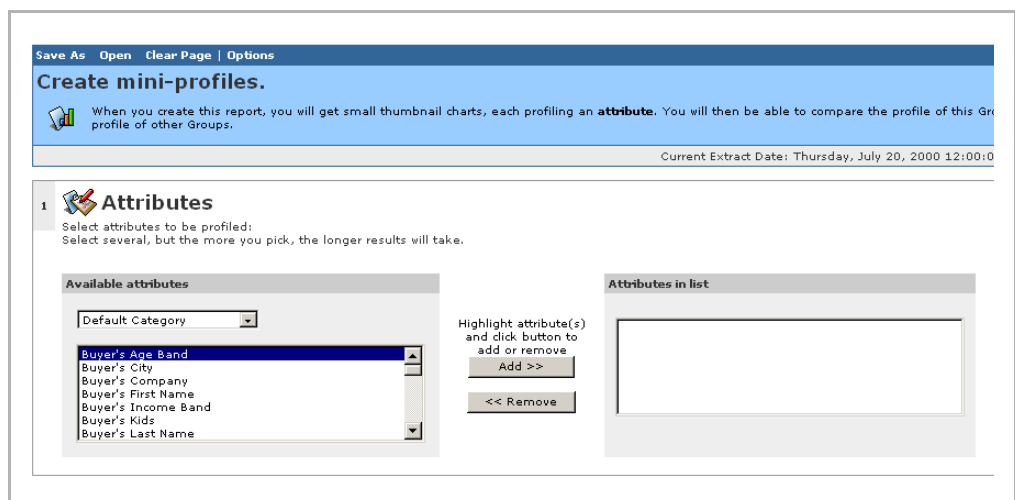 Save As Open Clear Page | Options
Create mini-profiles.
When you create this report, you will get small thumbnail charts, each profiling an attribute. You will then be able to compare the profile of this
profile of other Groups.
Current Extract Date: Thursday, July 20, 2000 12:00:0
1 Attributes
Select attributes to be profiled:
Select several, but the more you pick, the longer results will take.
Available attributes
Default Category
Buyer's Age Band
Buyer's City
Buyer's Company
Buyer's First Name
Buyer's Income Band
Buyer's Kids
Buyer's Last Name
Highlight attribute(s)
and click button to
add or remove
Add >>
<< Remove
Attributes in list